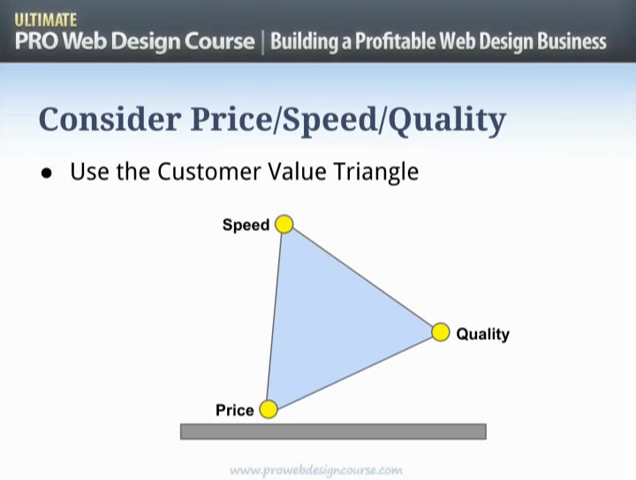 ULTIMATE
PRO Web Design Course | Building a Profitable Web Design Business
Consider Price/Speed/Quality
● Use the Customer Value Triangle
Speed
Quality
Price
www.prowebdesigncourse.com